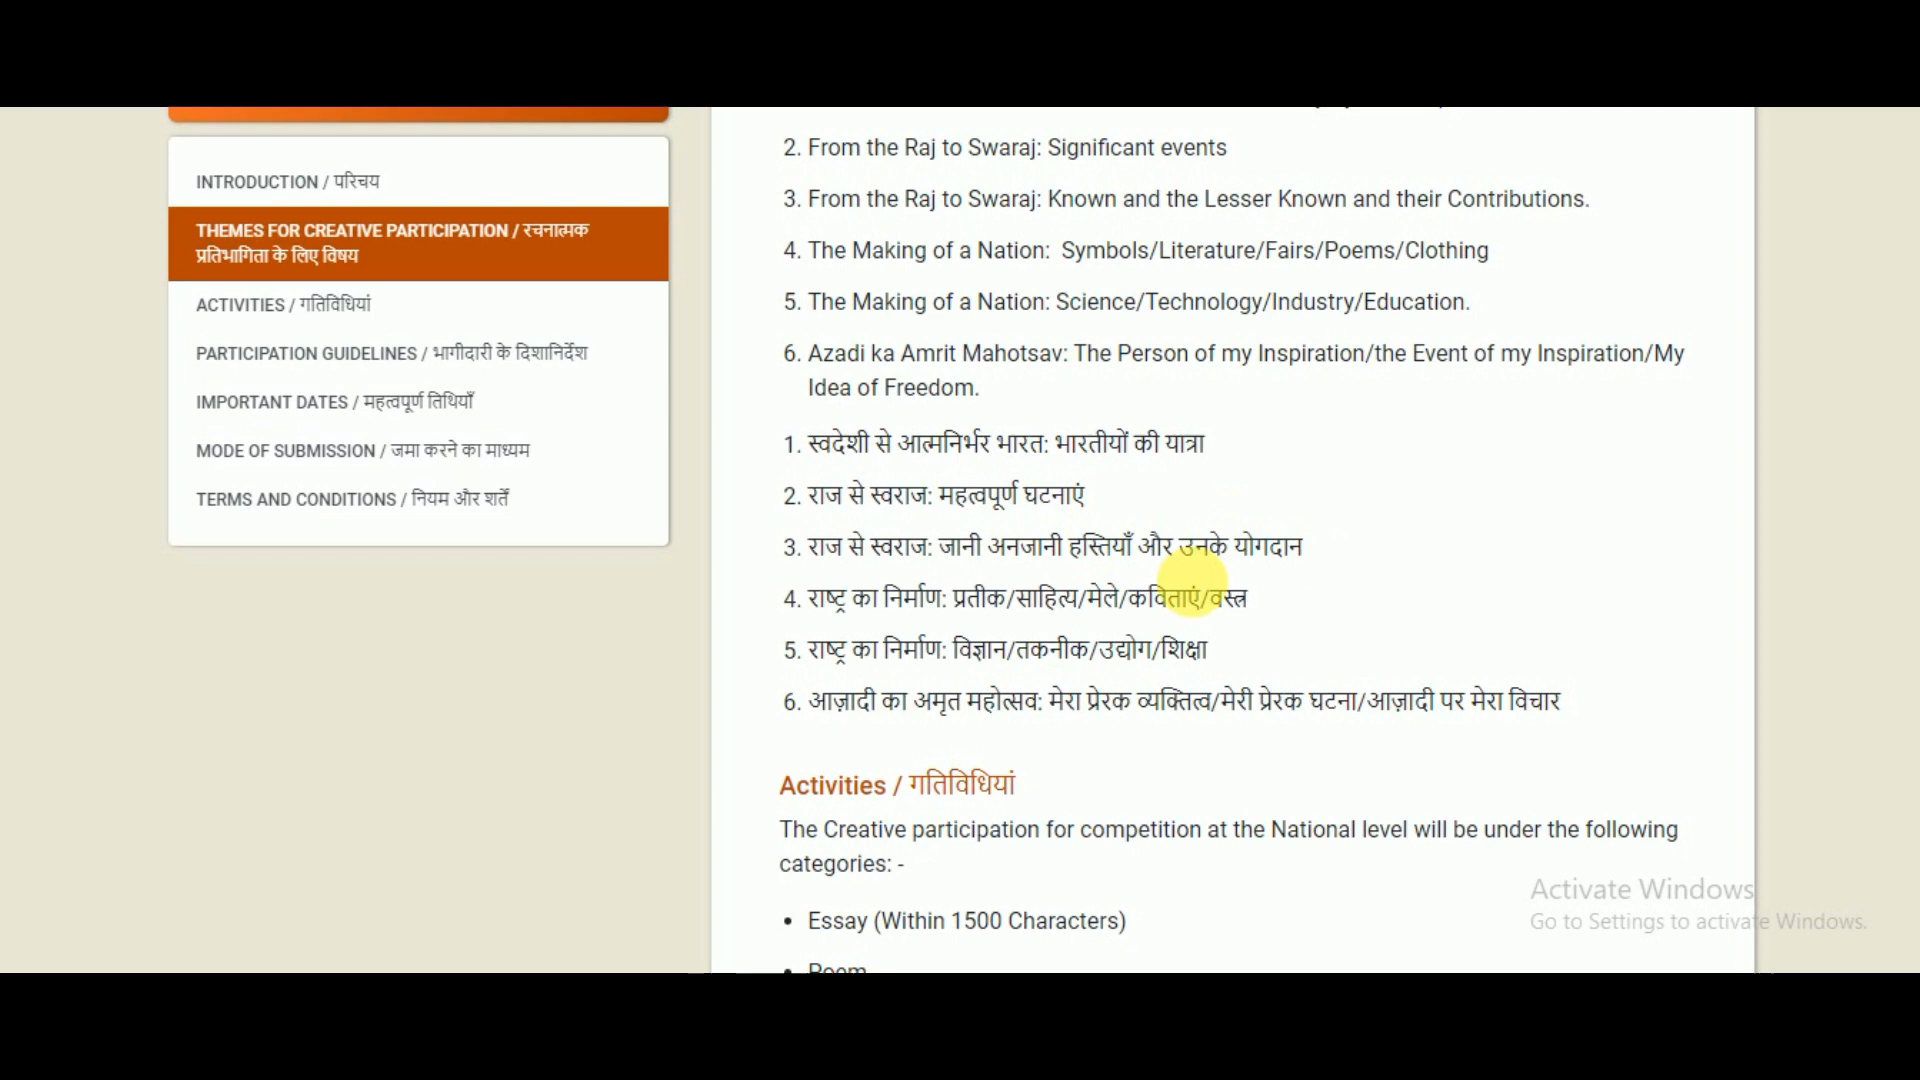 INTRODUCTION / परिचय
THEMES FOR CREATIVE PARTICIPATION / रचनात्मक
प्रतिभागिता के लिए विषय
ACTIVITIES / गतिविधियां
PARTICIPATION GUIDELINES / भागीदारी के दिशानिर्देश
IMPORTANT DATES / महत्वपूर्ण तिथियाँ
MODE OF SUBMISSION / जमा करने का माध्यम
TERMS AND CONDITIONS / नियम और शर्तें
2. From the Raj to Swaraj: Significant events
3. From the Raj to Swaraj: Known and the Lesser Known and their Contributions.
4. The Making of a Nation:  Symbols/Literature/Fairs/Poems/Clothing
5. The Making of a Nation: Science/Technology/Industry/Education.
6. Azadi ka Amrit Mahotsav: The Person of my Inspiration/the Event of my Inspiration/My
Idea of Freedom.
1. स्वदेशी से आत्मनिर्भर भारत: भारतीयों की यात्रा
2. राज से स्वराज: महत्वपूर्ण घटनाएं
3. राज से स्वराज: जानी अनजानी हस्तियाँ और उनके योगदान
4. राष्ट्र का निर्माण: प्रतीक/साहित्य/मेले/कविताएं/वस्त्र
5. राष्ट्र का निर्माण: विज्ञान/तकनीक/उद्योग/शिक्षा
6. आज़ादी का अमृत महोत्सव: मेरा प्रेरक व्यक्तित्व/मेरी प्रेरक घटना/आज़ादी पर मेरा विचार
Activities / गतिविधियां
The Creative participation for competition at the National level will be under the following
categories: -
• Essay (Within 1500 Characters)
• Poem
Activate Windows
Go to Settings to activate Windows.